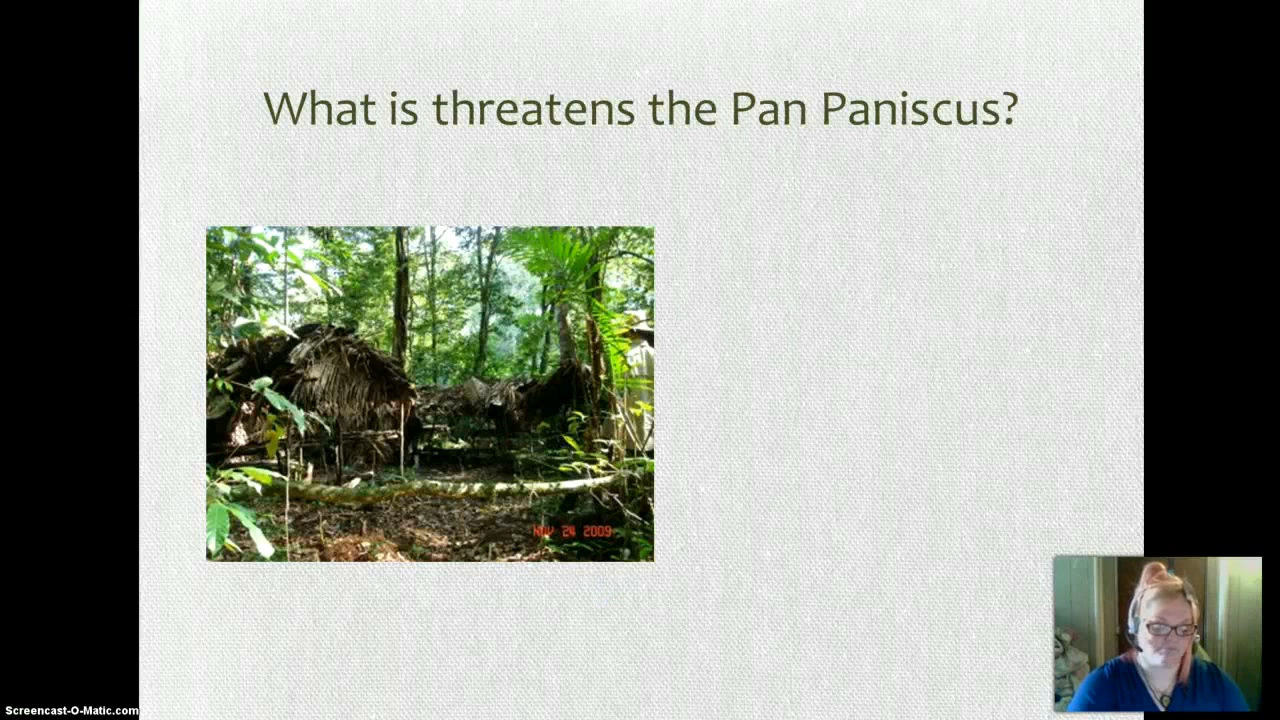 What is threatens the Pan Paniscus?
NOV 24 2009
Screencast-O-Matic.com